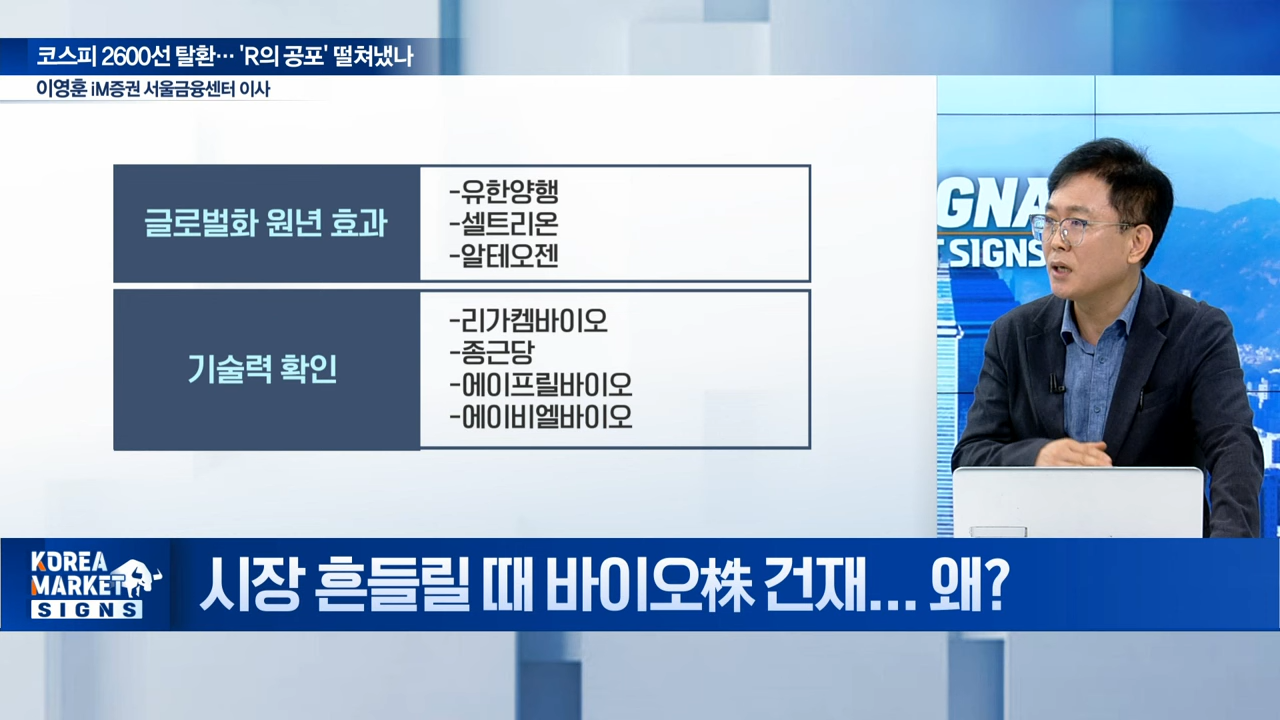 코스피 2600선 탈환… 'R의 공포' 떨쳐냈나
이영훈 iM증권 서울금융센터 이사
글로벌화 원년 효과
-유한양행
-셀트리온
-알테오젠
기술력 확인
-리가켐바이오
-종근당
-에이프릴바이오
-에이비엘바이오
GNA
T SIGNS
KOREA
MARKET
SIGNS
시장 흔들릴 때 바이오株 건재... 왜?